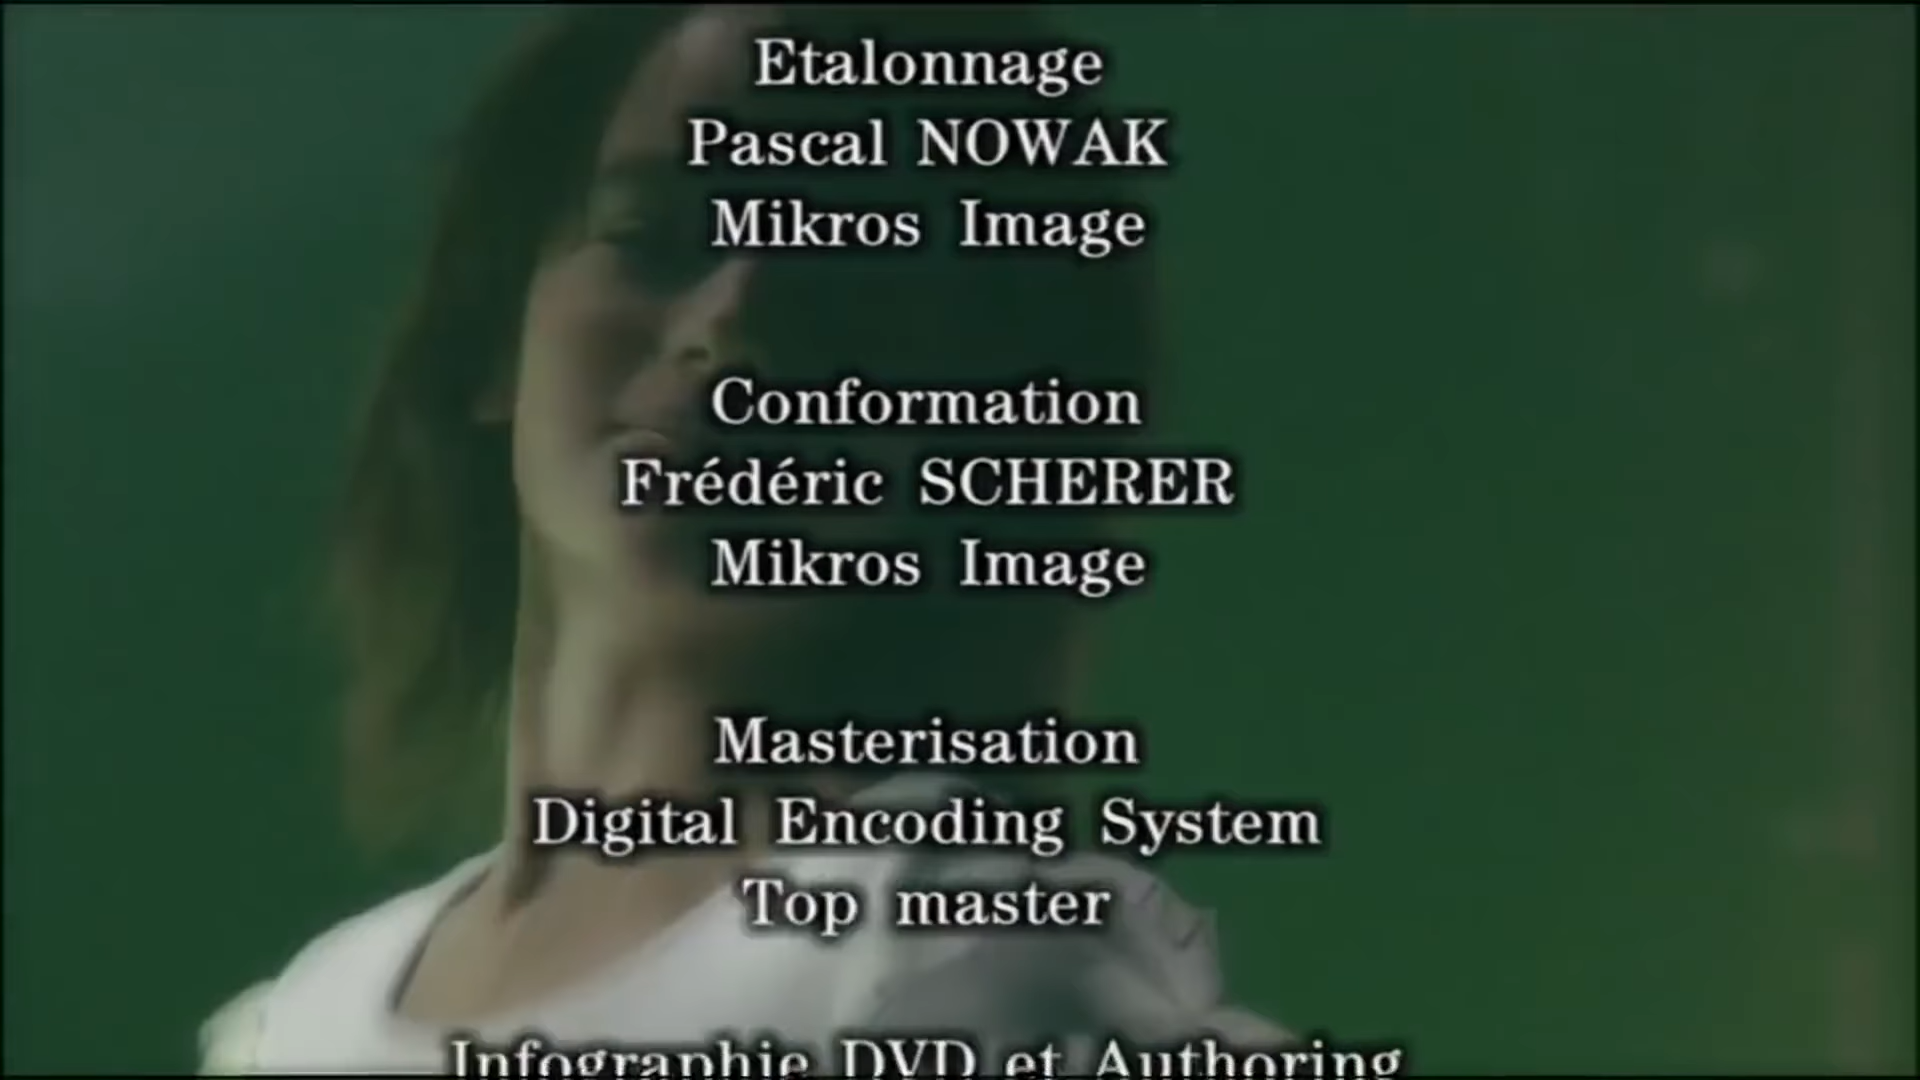 Etalonnage
Pascal NOWAK
Mikros Image
Conformation
Frédéric SCHERER
Mikros Image
Masterisation
Digital Encoding System
Top master
Infographie DVD et Authoring